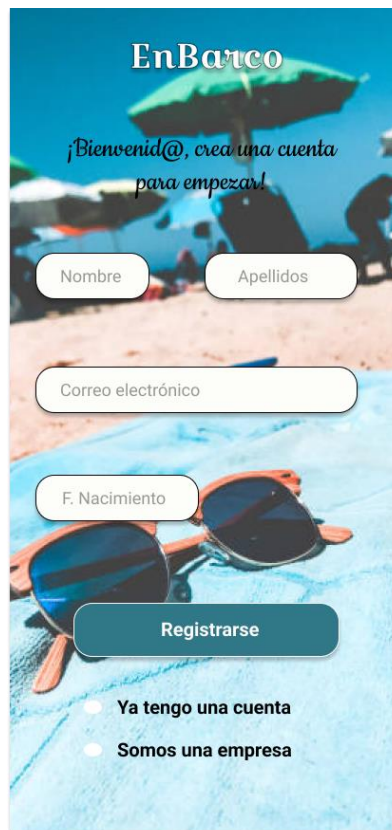 EnBarco
¡Bienvenid@, crea una cuenta
para empezar!
Nombre
Apellidos
Correo electrónico
F. Nacimiento
Registrarse
Ya tengo una cuenta
Somos una empresa